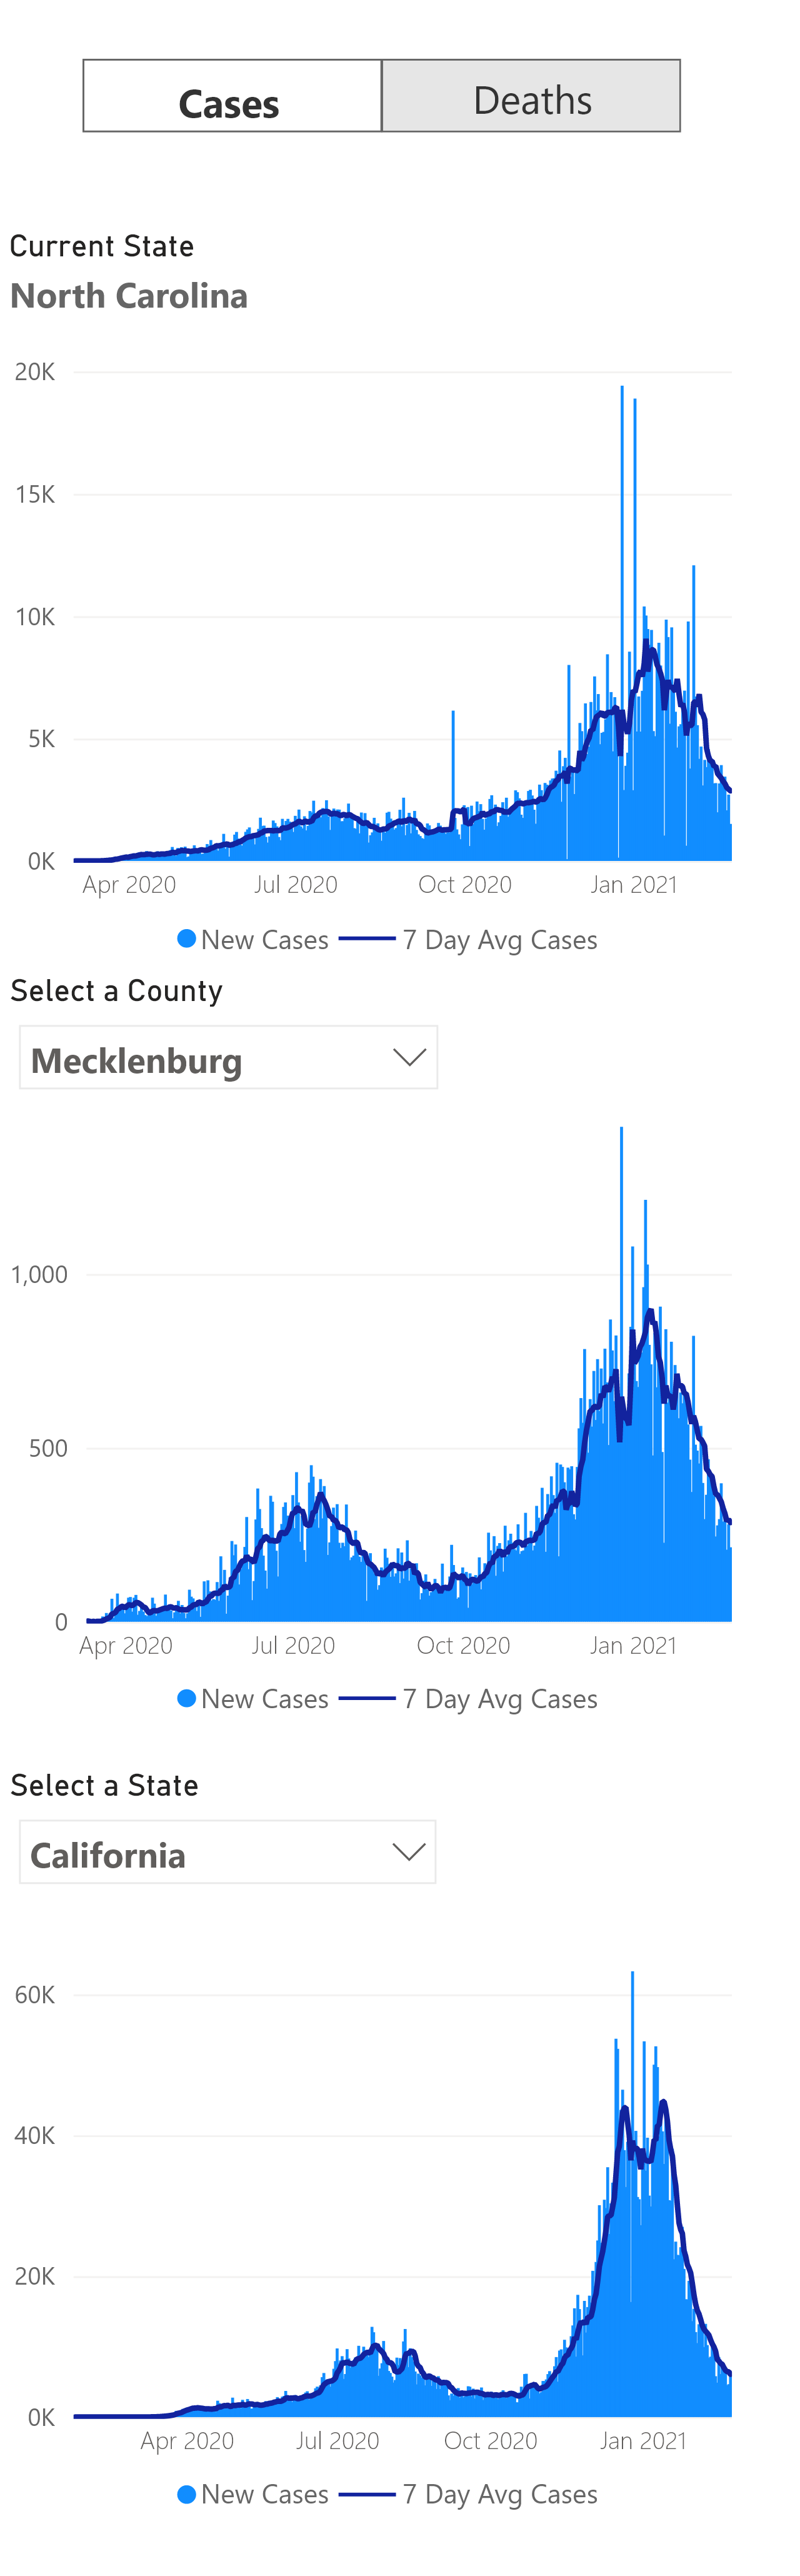 Cases Deaths
Current State
North Carolina
20K
15K
10K
5K
0K
Apr 2020 Jul 2020 Oct 2020 Jan 2021
New Cases 7 Day Avg Cases
Select a County
Mecklenburg
1,000
500
0
Apr 2020 Jul 2020 Oct 2020 Jan 2021
New Cases 7 Day Avg Cases
Select a State
California
60K
40K
20K
0K
Apr 2020 Jul 2020 Oct 2020 Jan 2021
New Cases 7 Day Avg Cases